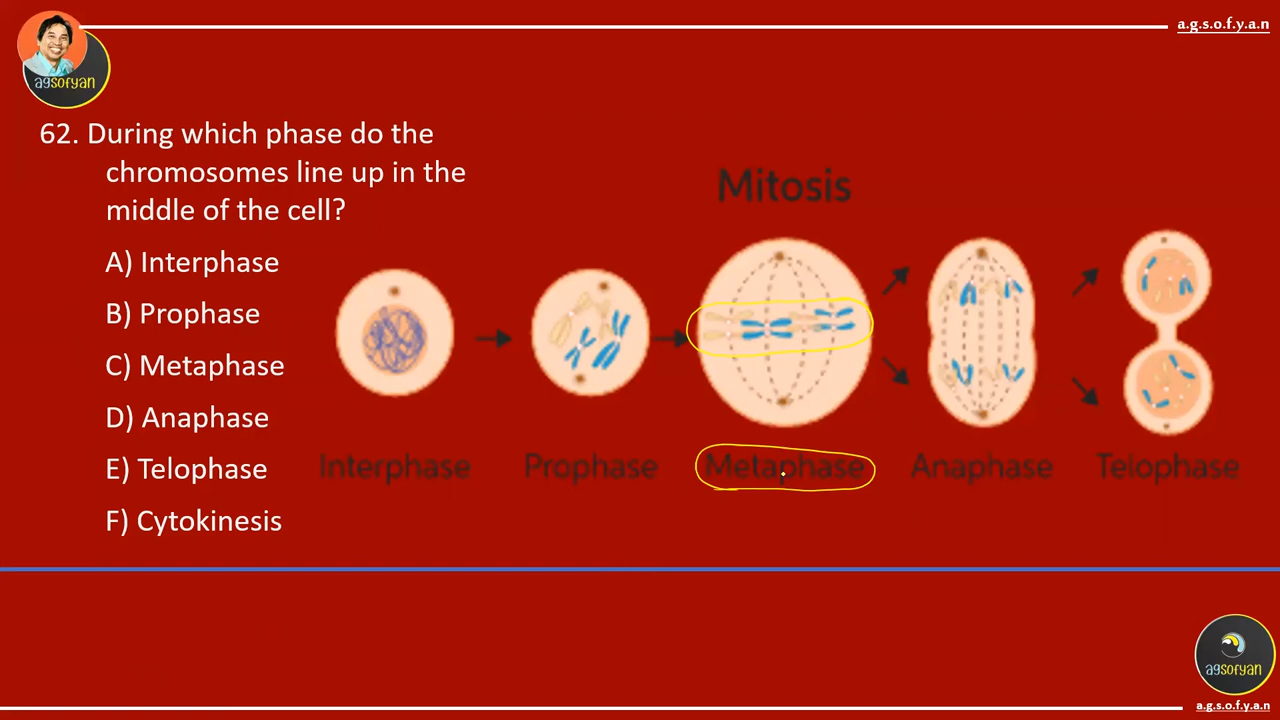 a.g.s.o.f.y.a.n
agsofyan
62. During which phase do the
chromosomes line up in the
middle of the cell?
A) Interphase
B) Prophase
C) Metaphase
D) Anaphase
E) Telophase
F) Cytokinesis
Mitosis
Interphase
Prophase
Metaphase
Anaphase
Telophase
agsofyan
a.g.s.o.f.y.a.n